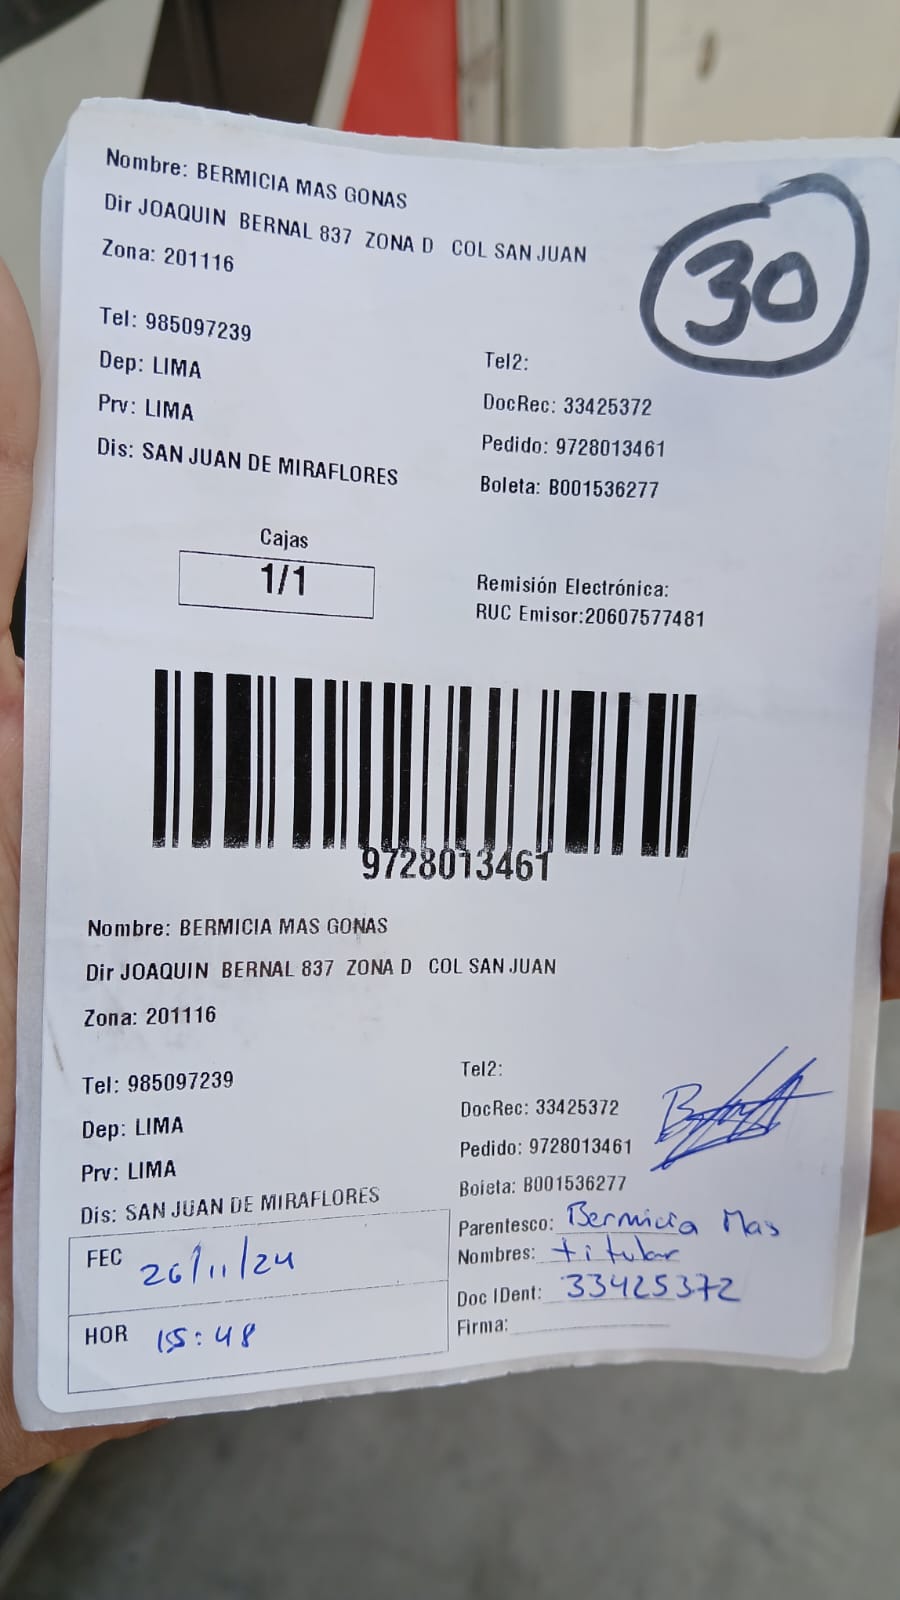 Nombre: BERMICIA MAS GONAS
Dir JOAQUIN BERNAL 837 ZONA D COL SAN JUAN
Zona: 201116
30
Tel: 985097239
Tel2:
Dep: LIMA
DocRec: 33425372
Prv: LIMA
Pedido: 9728013461
Dis: SAN JUAN DE MIRAFLORES
Boleta: B001536277
Cajas
1/1
Remisión Electrónica:
RUC Emisor:20607577481
9728013461
Nombre: BERMICIA MAS GONAS
Dir JOAQUIN BERNAL 837 ZONA D COL SAN JUAN
Zona: 201116
Tel: 985097239
Tel2:
Dep: LIMA
DocRec: 33425372
Prv: LIMA
Pedido: 9728013461
Dis: SAN JUAN DE MIRAFLORES
Boleta: B001536277
FEC 26/11/24
HOR 15:48
Parentesco: Bermicia Mas
Nombres: titular
Doc IDent: 33425372
Firma: